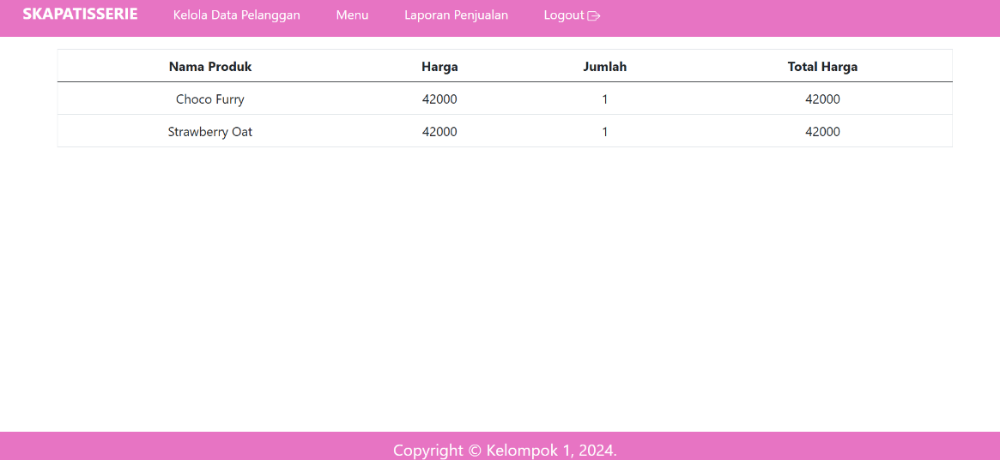 SKAPATISSERIE Kelola Data Pelanggan Menu Laporan Penjualan Logout
Nama Produk Harga Jumlah Total Harga
Choco Furry 42000 1 42000
Strawberry Oat 42000 1 42000
Copyright © Kelompok 1, 2024.